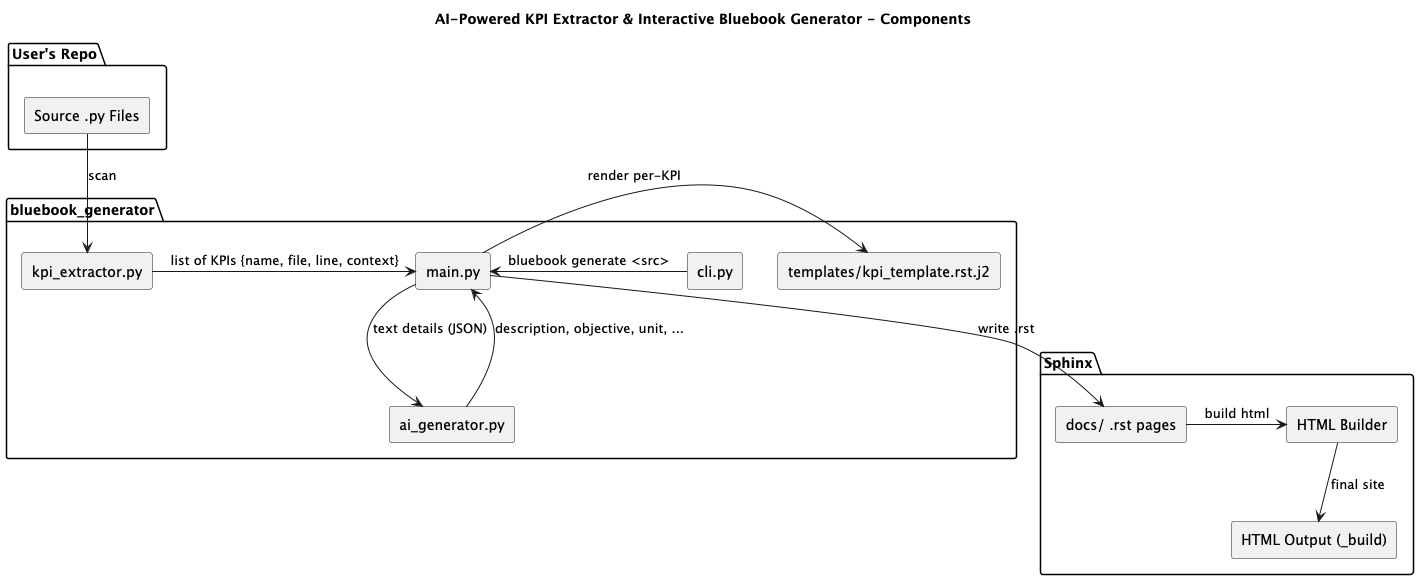 AI-Powered KPI Extractor & Interactive Bluebook Generator - Components
User's Repo
Source .py Files
scan
render per-KPI
bluebook_generator
kpi_extractor.py
list of KPIs {name, file, line, context}
main.py
bluebook generate <src>
cli.py
templates/kpi_template.rst.j2
text details (JSON)
description, objective, unit, ...
write .rst
ai_generator.py
Sphinx
docs/ .rst pages
build html
HTML Builder
final site
HTML Output (_build)